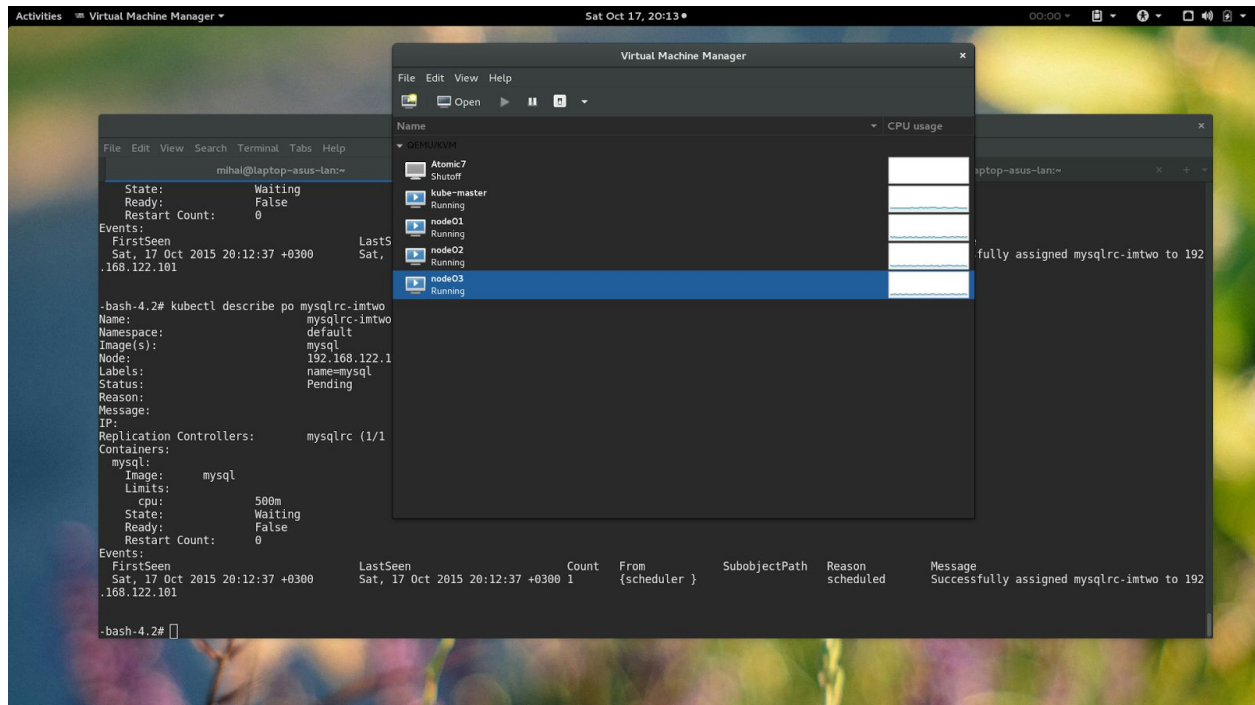 Activities Virtual Machine Manager Sat Oct 17, 20:13 00:00
Virtual Machine Manager ×
File Edit View Help
Open
Name CPU usage
QEMU/KVM
Atomic7
Shutoff
kube-master
Running
node01
Running
node02
Running
node03
Running
×
File Edit View Search Terminal Tabs Help
mihai@laptop-asus-lan:~ aptop-asus-lan:~ × +
State: Waiting
Ready: False
Restart Count: 0
Events:
FirstSeen LastS
Sat, 17 Oct 2015 20:12:37 +0300 Sat, fully assigned mysqlrc-imtwo to 192
.168.122.101
-bash-4.2# kubectl describe po mysqlrc-imtwo
Name: mysqlrc-imtwo
Namespace: default
Image(s): mysql
Node: 192.168.122.1
Labels: name=mysql
Status: Pending
Reason:
Message:
IP:
Replication Controllers: mysqlrc (1/1
Containers:
mysql:
Image: mysql
Limits:
cpu: 500m
State: Waiting
Ready: False
Restart Count: 0
Events:
FirstSeen LastSeen Count From SubobjectPath Reason Message
Sat, 17 Oct 2015 20:12:37 +0300 Sat, 17 Oct 2015 20:12:37 +0300 1 {scheduler } scheduled Successfully assigned mysqlrc-imtwo to 192
.168.122.101
-bash-4.2#